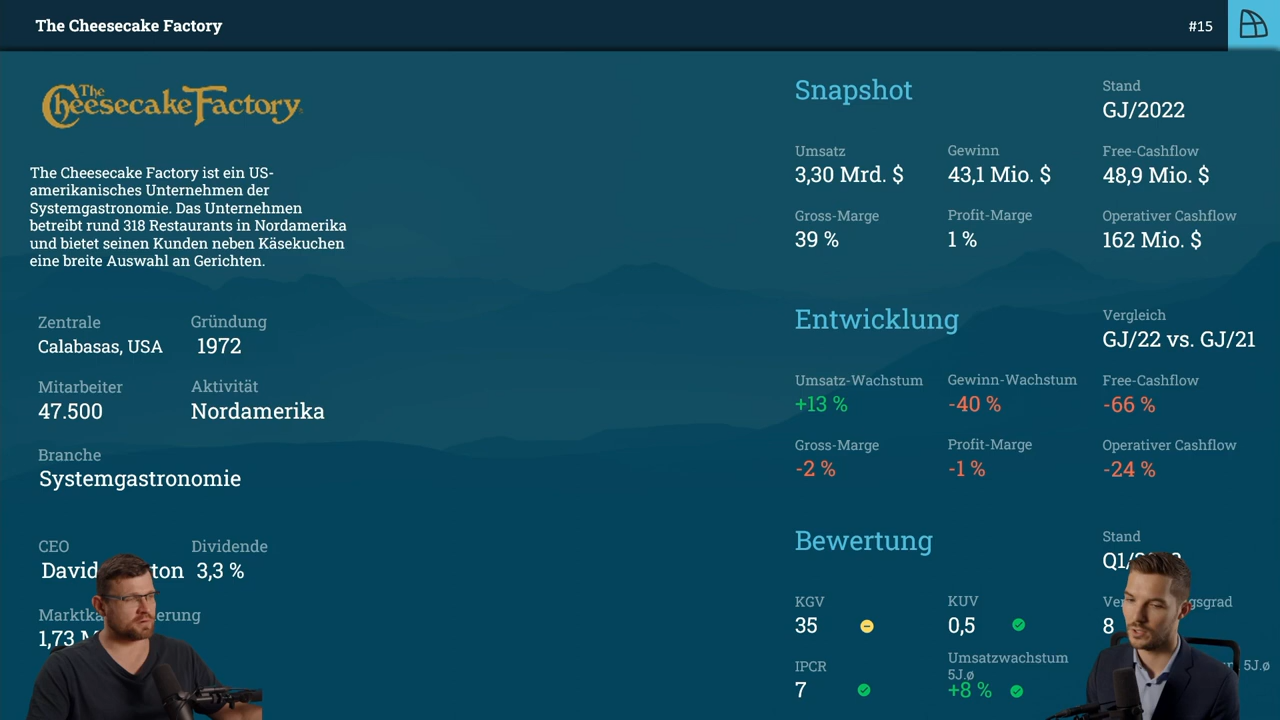 The Cheesecake Factory
#15
The
Cheesecake Factory
The Cheesecake Factory ist ein US-
amerikanisches Unternehmen der
Systemgastronomie. Das Unternehmen
betreibt rund 318 Restaurants in Nordamerika
und bietet seinen Kunden neben Käsekuchen
eine breite Auswahl an Gerichten.
Zentrale Gründung
Calabasas, USA 1972
Mitarbeiter Aktivität
47.500 Nordamerika
Branche
Systemgastronomie
CEO Dividende
David 3,3 %
1,73
Snapshot
Stand
GJ/2022
Umsatz Gewinn Free-Cashflow
3,30 Mrd. $ 43,1 Mio. $ 48,9 Mio. $
Gross-Marge Profit-Marge Operativer Cashflow
39 % 1 % 162 Mio. $
Entwicklung
Vergleich
GJ/22 vs. GJ/21
Umsatz-Wachstum Gewinn-Wachstum Free-Cashflow
+13 % -40 % -66 %
Gross-Marge Profit-Marge Operativer Cashflow
-2 % -1 % -24 %
Bewertung
Stand
KGV KUV
35 0,5 8
IPCR Umsatzwachstum
5J.ø 5J.ø
7 +8 %